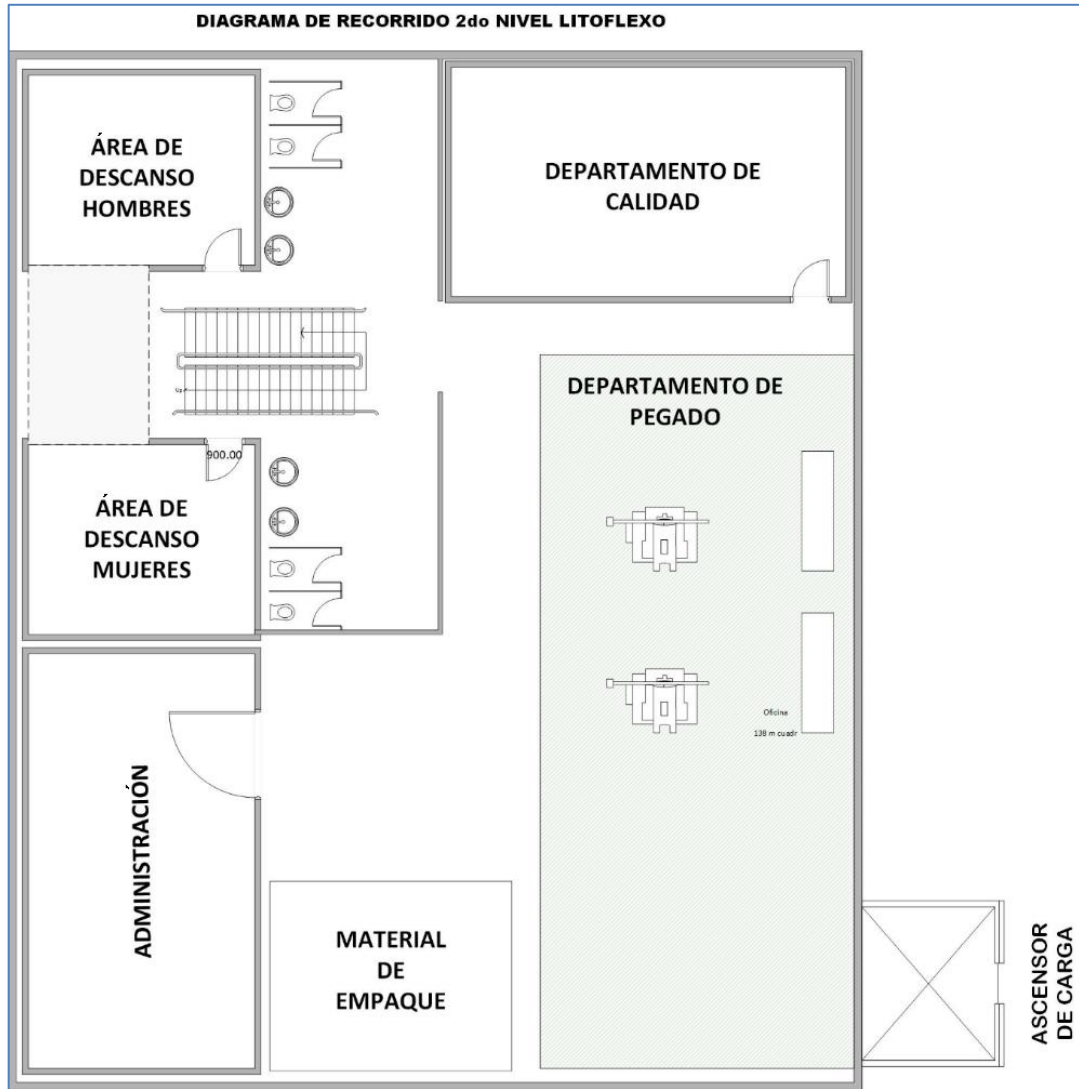 DIAGRAMA DE RECORRIDO 2do NIVEL LITOFLEXO
ÁREA DE
DESCANSO
HOMBRES
DEPARTAMENTO DE
CALIDAD
Up
DEPARTAMENTO DE
PEGADO
900.00
ÁREA DE
DESCANSO
MUJERES
Oficina
138 m cuadr
ADMINISTRACIÓN
MATERIAL
DE
EMPAQUE
ASCENSOR
DE CARGA